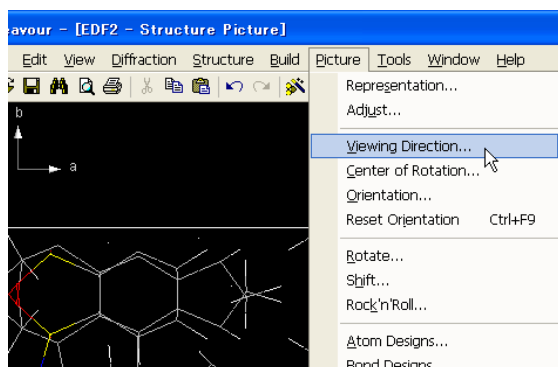 eavour - [EDF2 - Structure Picture]
Edit View Diffraction Structure Build Picture Tools Window Help
Representation...
Adjust...
b
Viewing Direction...
a
Center of Rotation...
Orientation...
Reset Orientation Ctrl+F9
Rotate...
Shift...
Rock'n'Roll...
Atom Designs...
Bond Designs